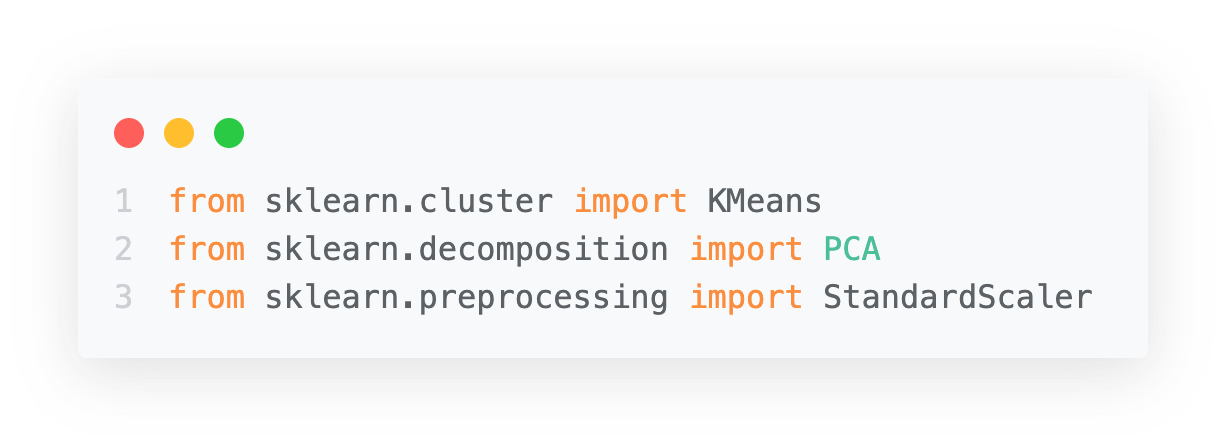 1 from sklearn.cluster import KMeans
2 from sklearn.decomposition import PCA
3 from sklearn.preprocessing import StandardScaler